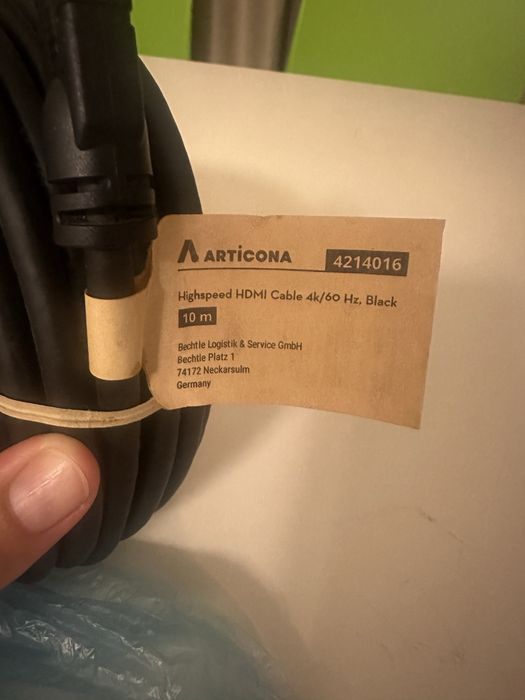 ARTICONA
4214016
Highspeed HDMI Cable 4k/60 Hz, Black
10 m
Bechtle Logistik & Service GmbH
Bechtle Platz 1
74172 Neckarsulm
Germany